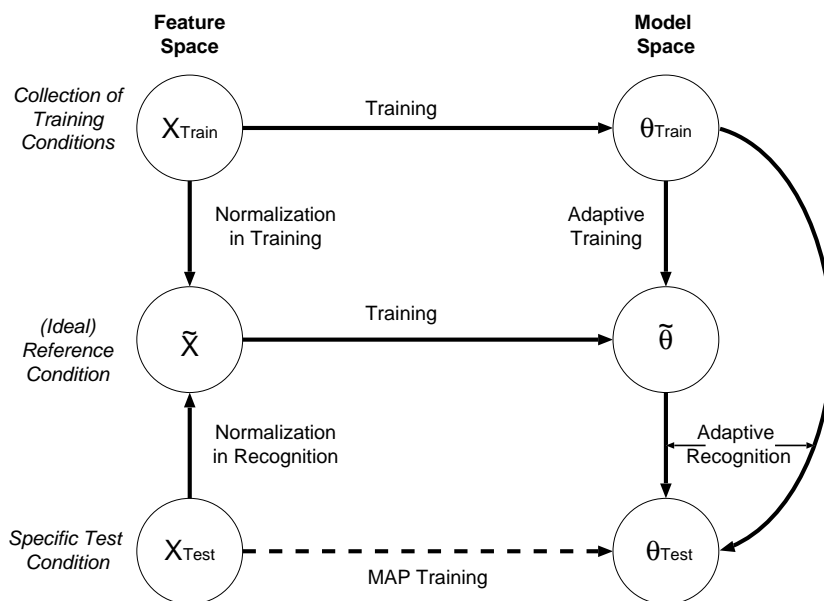 Feature
Space
Model
Space
Collection of
Training
Conditions
XTrain
Training
θTrain
Normalization
in Training
Adaptive
Training
(Ideal)
Reference
Condition
X̃
Training
θ̃
Normalization
in Recognition
Adaptive
Recognition
Specific Test
Condition
XTest
MAP Training
θTest